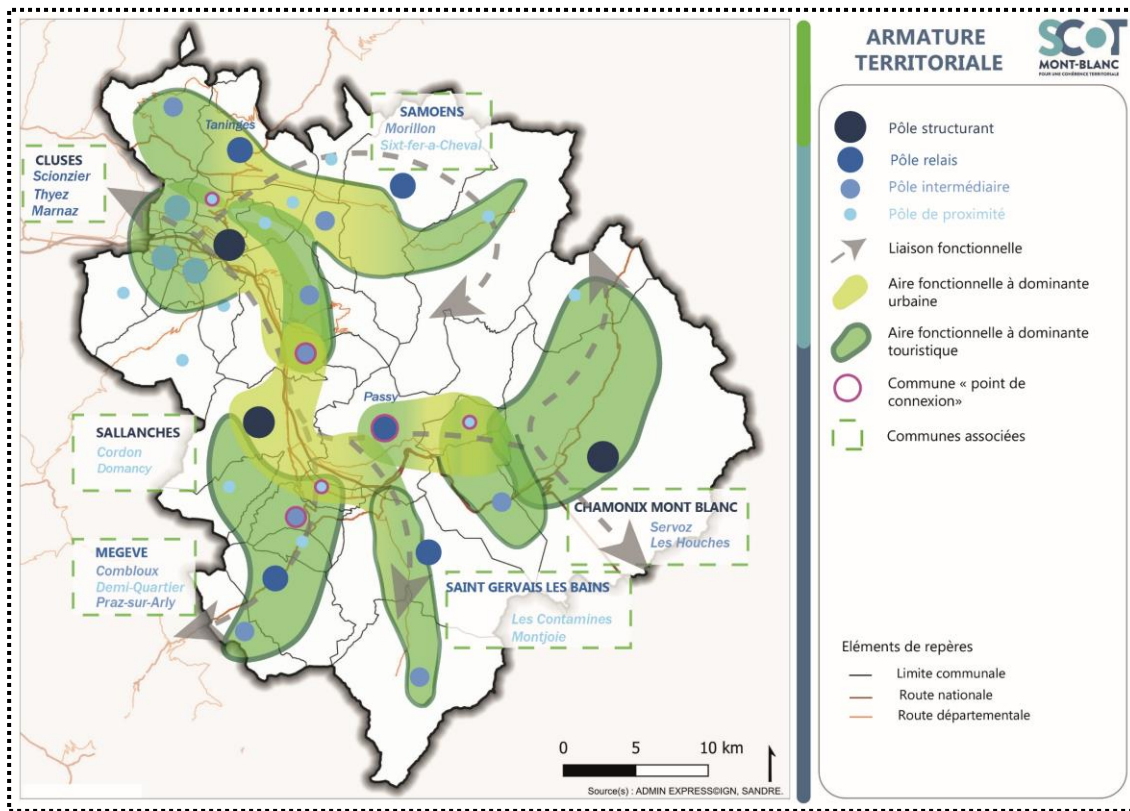 Taninges
SAMOENS
Morillon
Sixt-fer-a-Cheval
CLUSES
Scionzier
Thyez
Marnaz
Passy
SALLANCHES
Cordon
Domancy
CHAMONIX MONT BLANC
Servoz
Les Houches
MEGEVE
Combloux
Demi-Quartier
Praz-sur-Arly
SAINT GERVAIS LES BAINS
Les Contamines
Montjoie
0 5 10 km
Source(s) : ADMIN EXPRESS©IGN, SANDRE.
ARMATURE
TERRITORIALE
SCOT
MONT-BLANC
POUR UNE COHÉRENCE TERRITORIALE
Pôle structurant
Pôle relais
Pôle intermédiaire
Pôle de proximité
Liaison fonctionnelle
Aire fonctionnelle à dominante
urbaine
Aire fonctionnelle à dominante
touristique
Commune « point de
connexion»
Communes associées
Eléments de repères
Limite communale
Route nationale
Route départementale